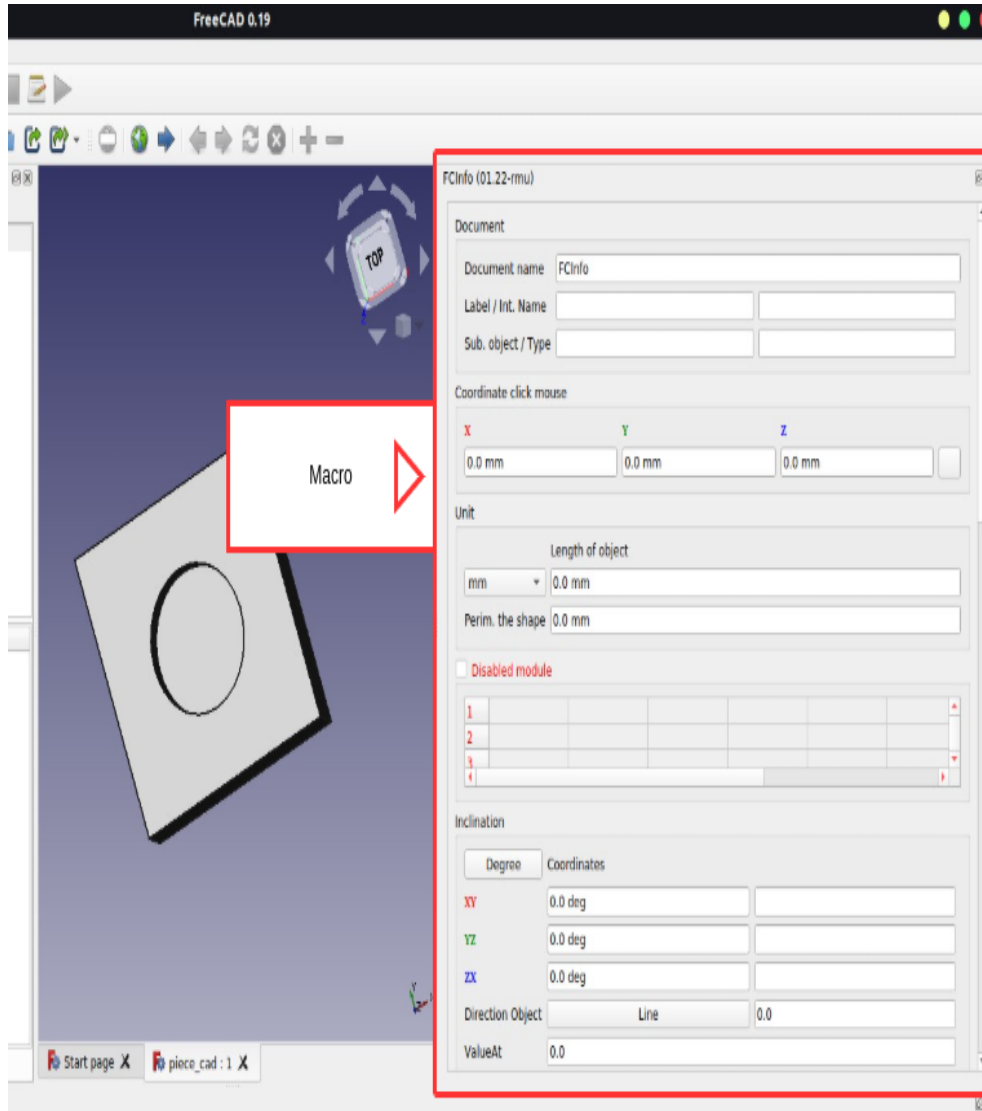 FreeCAD 0.19
FCInfo (01.22-rmu)
TOP
Document
Document name FCInfo
Label / Int. Name
Sub. object / Type
Coordinate click mouse
X Y Z
0.0 mm 0.0 mm 0.0 mm
Macro
Unit
Length of object
mm 0.0 mm
Perim. the shape 0.0 mm
Disabled module
1
2
3
Inclination
Degree Coordinates
XY 0.0 deg
YZ 0.0 deg
ZX 0.0 deg
Direction Object Line 0.0
ValueAt 0.0
Y
Start page X piece_cad : 1 X